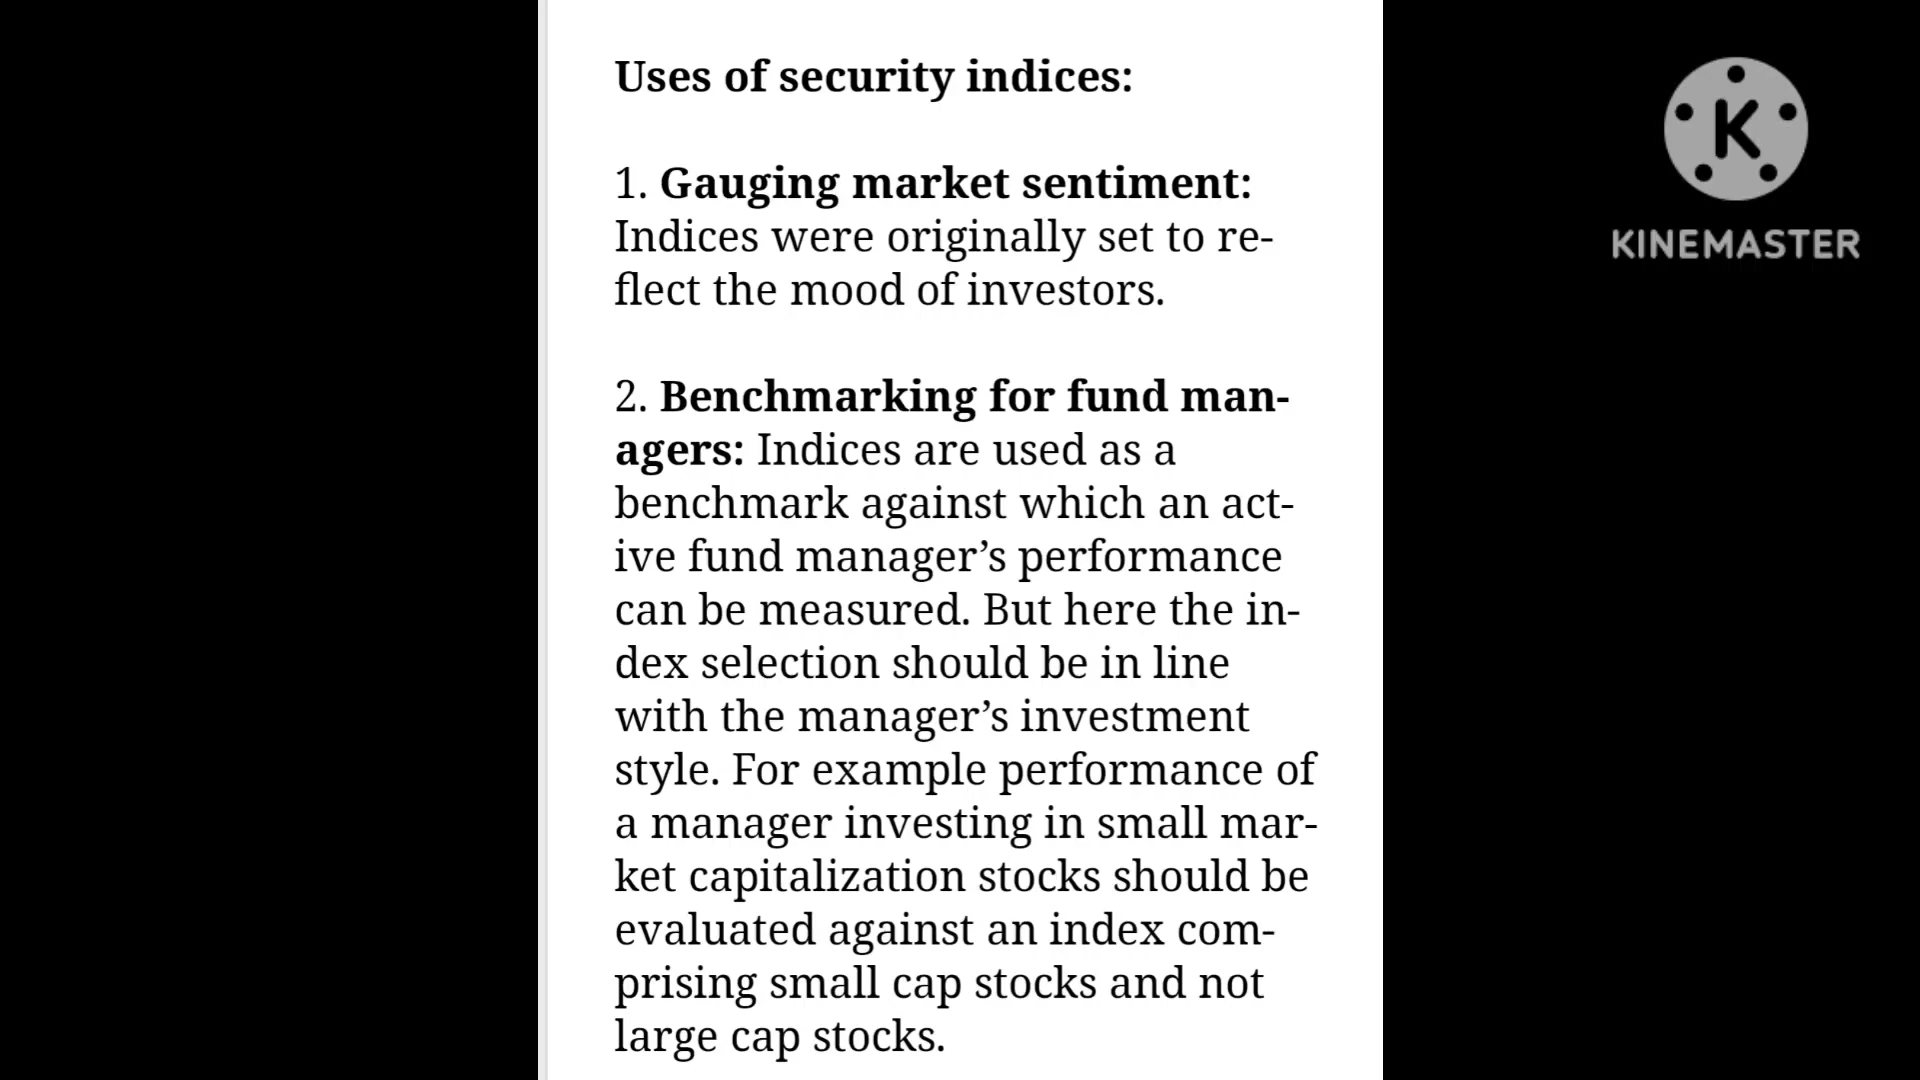 Uses of security indices:
1. Gauging market sentiment:
Indices were originally set to re-
flect the mood of investors.
2. Benchmarking for fund man-
agers: Indices are used as a
benchmark against which an act-
ive fund manager’s performance
can be measured. But here the in-
dex selection should be in line
with the manager’s investment
style. For example performance of
a manager investing in small mar-
ket capitalization stocks should be
evaluated against an index com-
prising small cap stocks and not
large cap stocks.
K
KINEMASTER